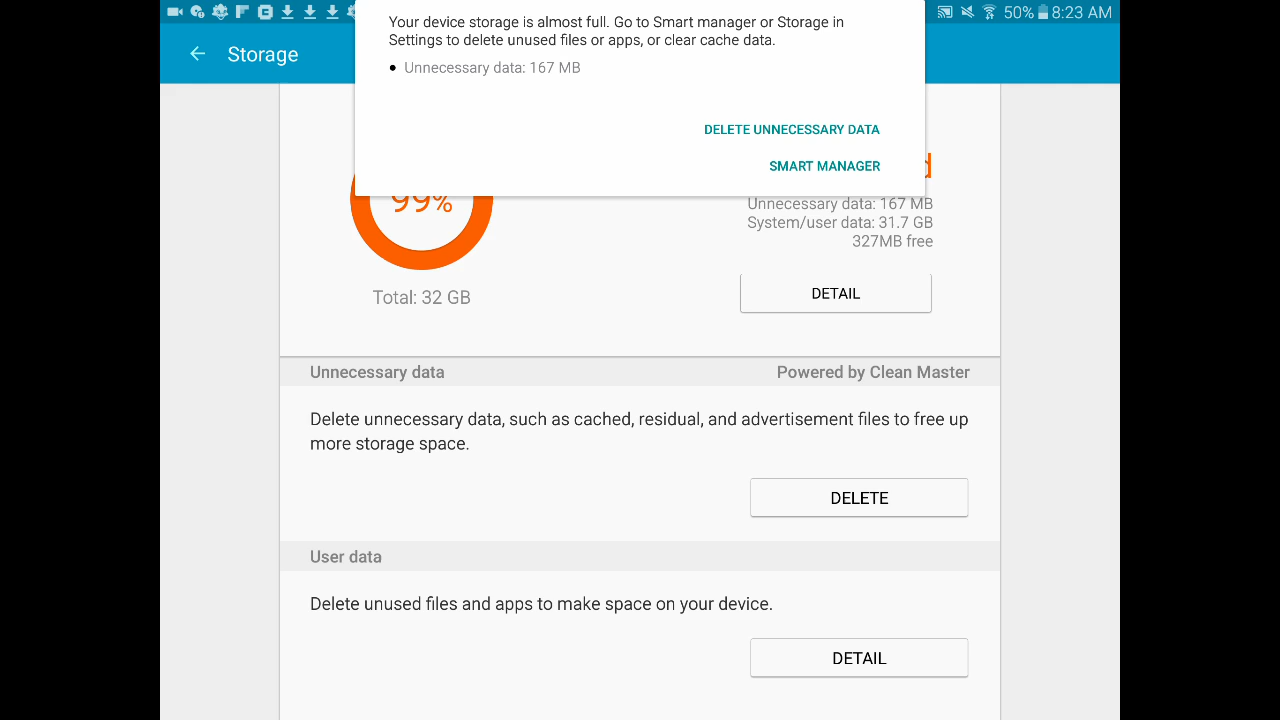 50% 8:23 AM
Storage
Your device storage is almost full. Go to Smart manager or Storage in
Settings to delete unused files or apps, or clear cache data.
Unnecessary data: 167 MB
DELETE UNNECESSARY DATA
SMART MANAGER
99%
Total: 32 GB
Unnecessary data: 167 MB
System/user data: 31.7 GB
327MB free
DETAIL
Unnecessary data Powered by Clean Master
Delete unnecessary data, such as cached, residual, and advertisement files to free up
more storage space.
DELETE
User data
Delete unused files and apps to make space on your device.
DETAIL